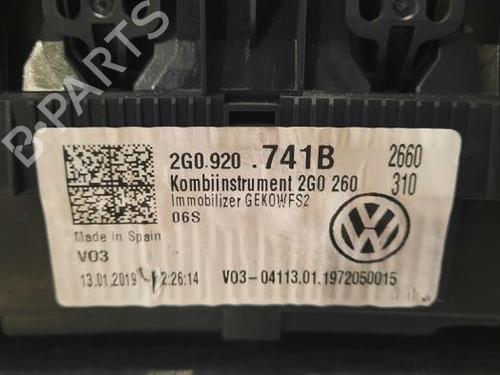 B-PARTS
2G0.920 .741B 2660
Kombiinstrument 2G0 260 310
Immobilizer GEKOWFS2
06S
Made in Spain
V03
13.01.2019 2:26:14 V03-04113.01.1972050015